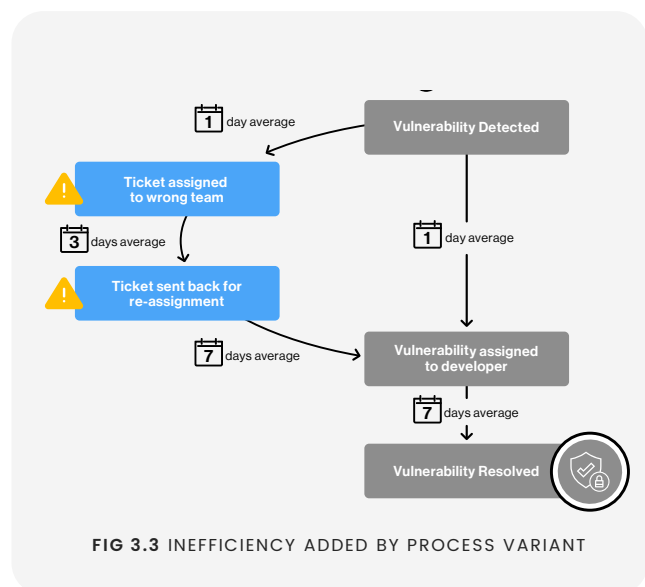 Vulnerability Detected
1 day average
Ticket assigned
to wrong team
3 days average
1 day average
Ticket sent back for
re-assignment
7 days average
Vulnerability assigned
to developer
7 days average
Vulnerability Resolved
FIG 3.3 INEFFICIENCY ADDED BY PROCESS VARIANT